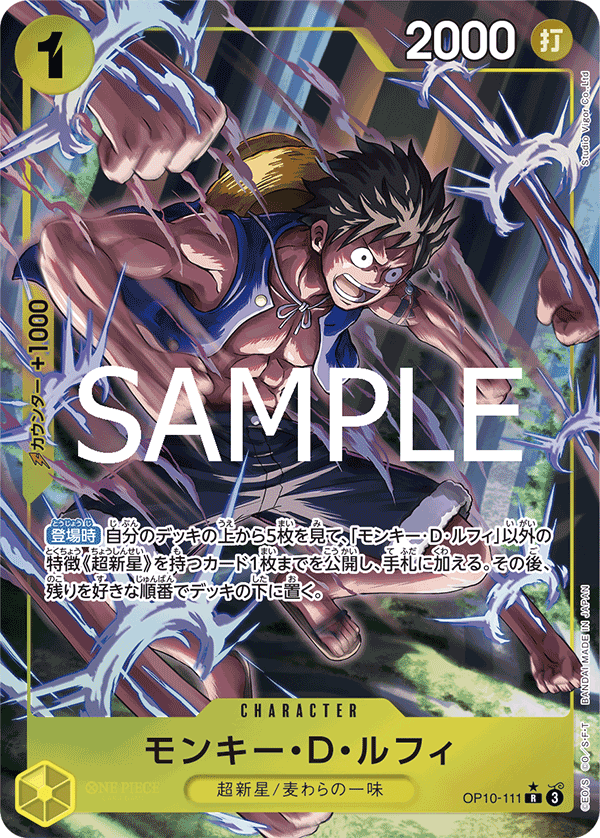 1
2000
打
Studio Vigor Co.,Ltd
カウンター +1000
SAMPLE
登場時 自分のデッキの上から5枚を見て、「モンキー・D・ルフィ」以外の
特徴《超新星》を持つカード1枚までを公開し、手札に加える。その後、
残りを好きな順番でデッキの下に置く。
CHARACTER
モンキー・D・ルフィ
ONE PIECE
超新星/麦わらの一味
OP10-111 R 3
©E.O/S ©O/S・F・T BANDAI MADE IN JAPAN